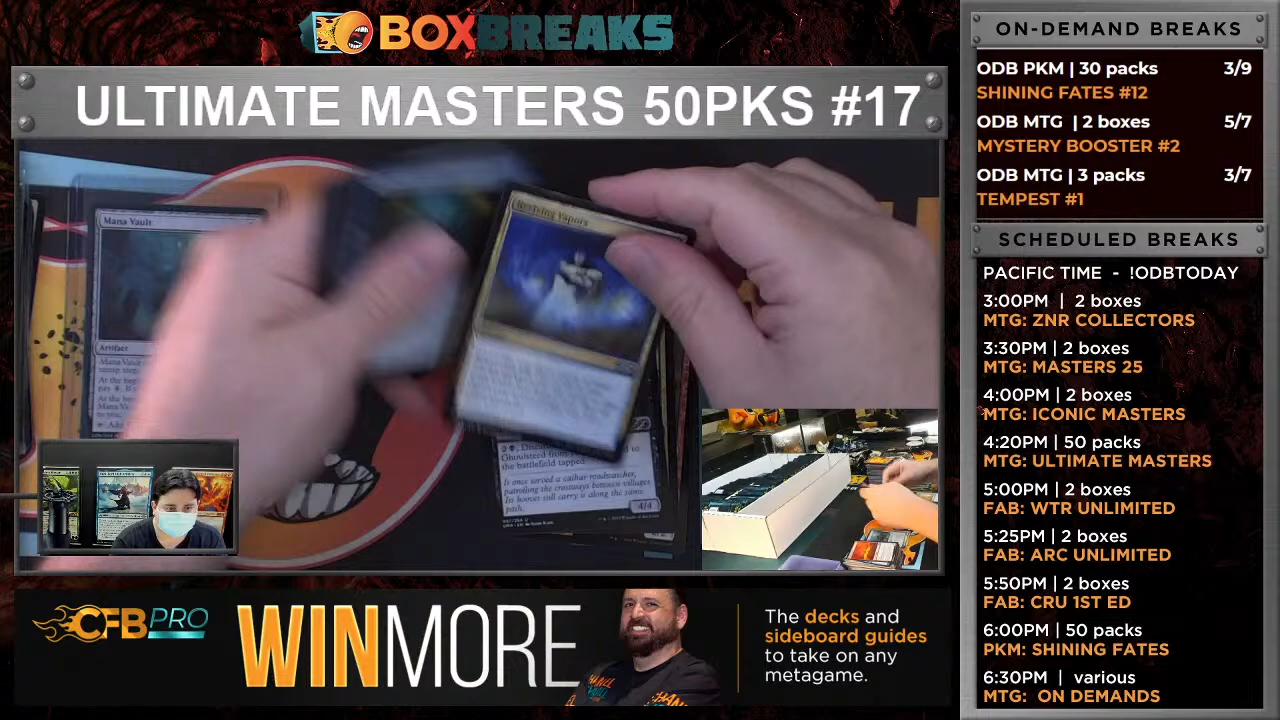 BOXBREAKS
ULTIMATE MASTERS 50PKS #17
Mana Vault
Artifact
Reviving Vapors
Ghoulsteed from
the battlefield tapped
Is once served a cathar roadwatcher,
patrolling the crossways between villages.
Its hooves still carry it along the same
path.
4/4
CFBPRO
WINMORE
The decks and
sideboard guides
to take on any
metagame.
ON-DEMAND BREAKS
ODB PKM | 30 packs 3/9
SHINING FATES #12
ODB MTG | 2 boxes 5/7
MYSTERY BOOSTER #2
ODB MTG | 3 packs 3/7
TEMPEST #1
SCHEDULED BREAKS
PACIFIC TIME - !ODBTODAY
3:00PM | 2 boxes
MTG: ZNR COLLECTORS
3:30PM | 2 boxes
MTG: MASTERS 25
4:00PM | 2 boxes
MTG: ICONIC MASTERS
4:20PM | 50 packs
MTG: ULTIMATE MASTERS
5:00PM | 2 boxes
FAB: WTR UNLIMITED
5:25PM | 2 boxes
FAB: ARC UNLIMITED
5:50PM | 2 boxes
FAB: CRU 1ST ED
6:00PM | 50 packs
PKM: SHINING FATES
6:30PM | various
MTG: ON DEMANDS